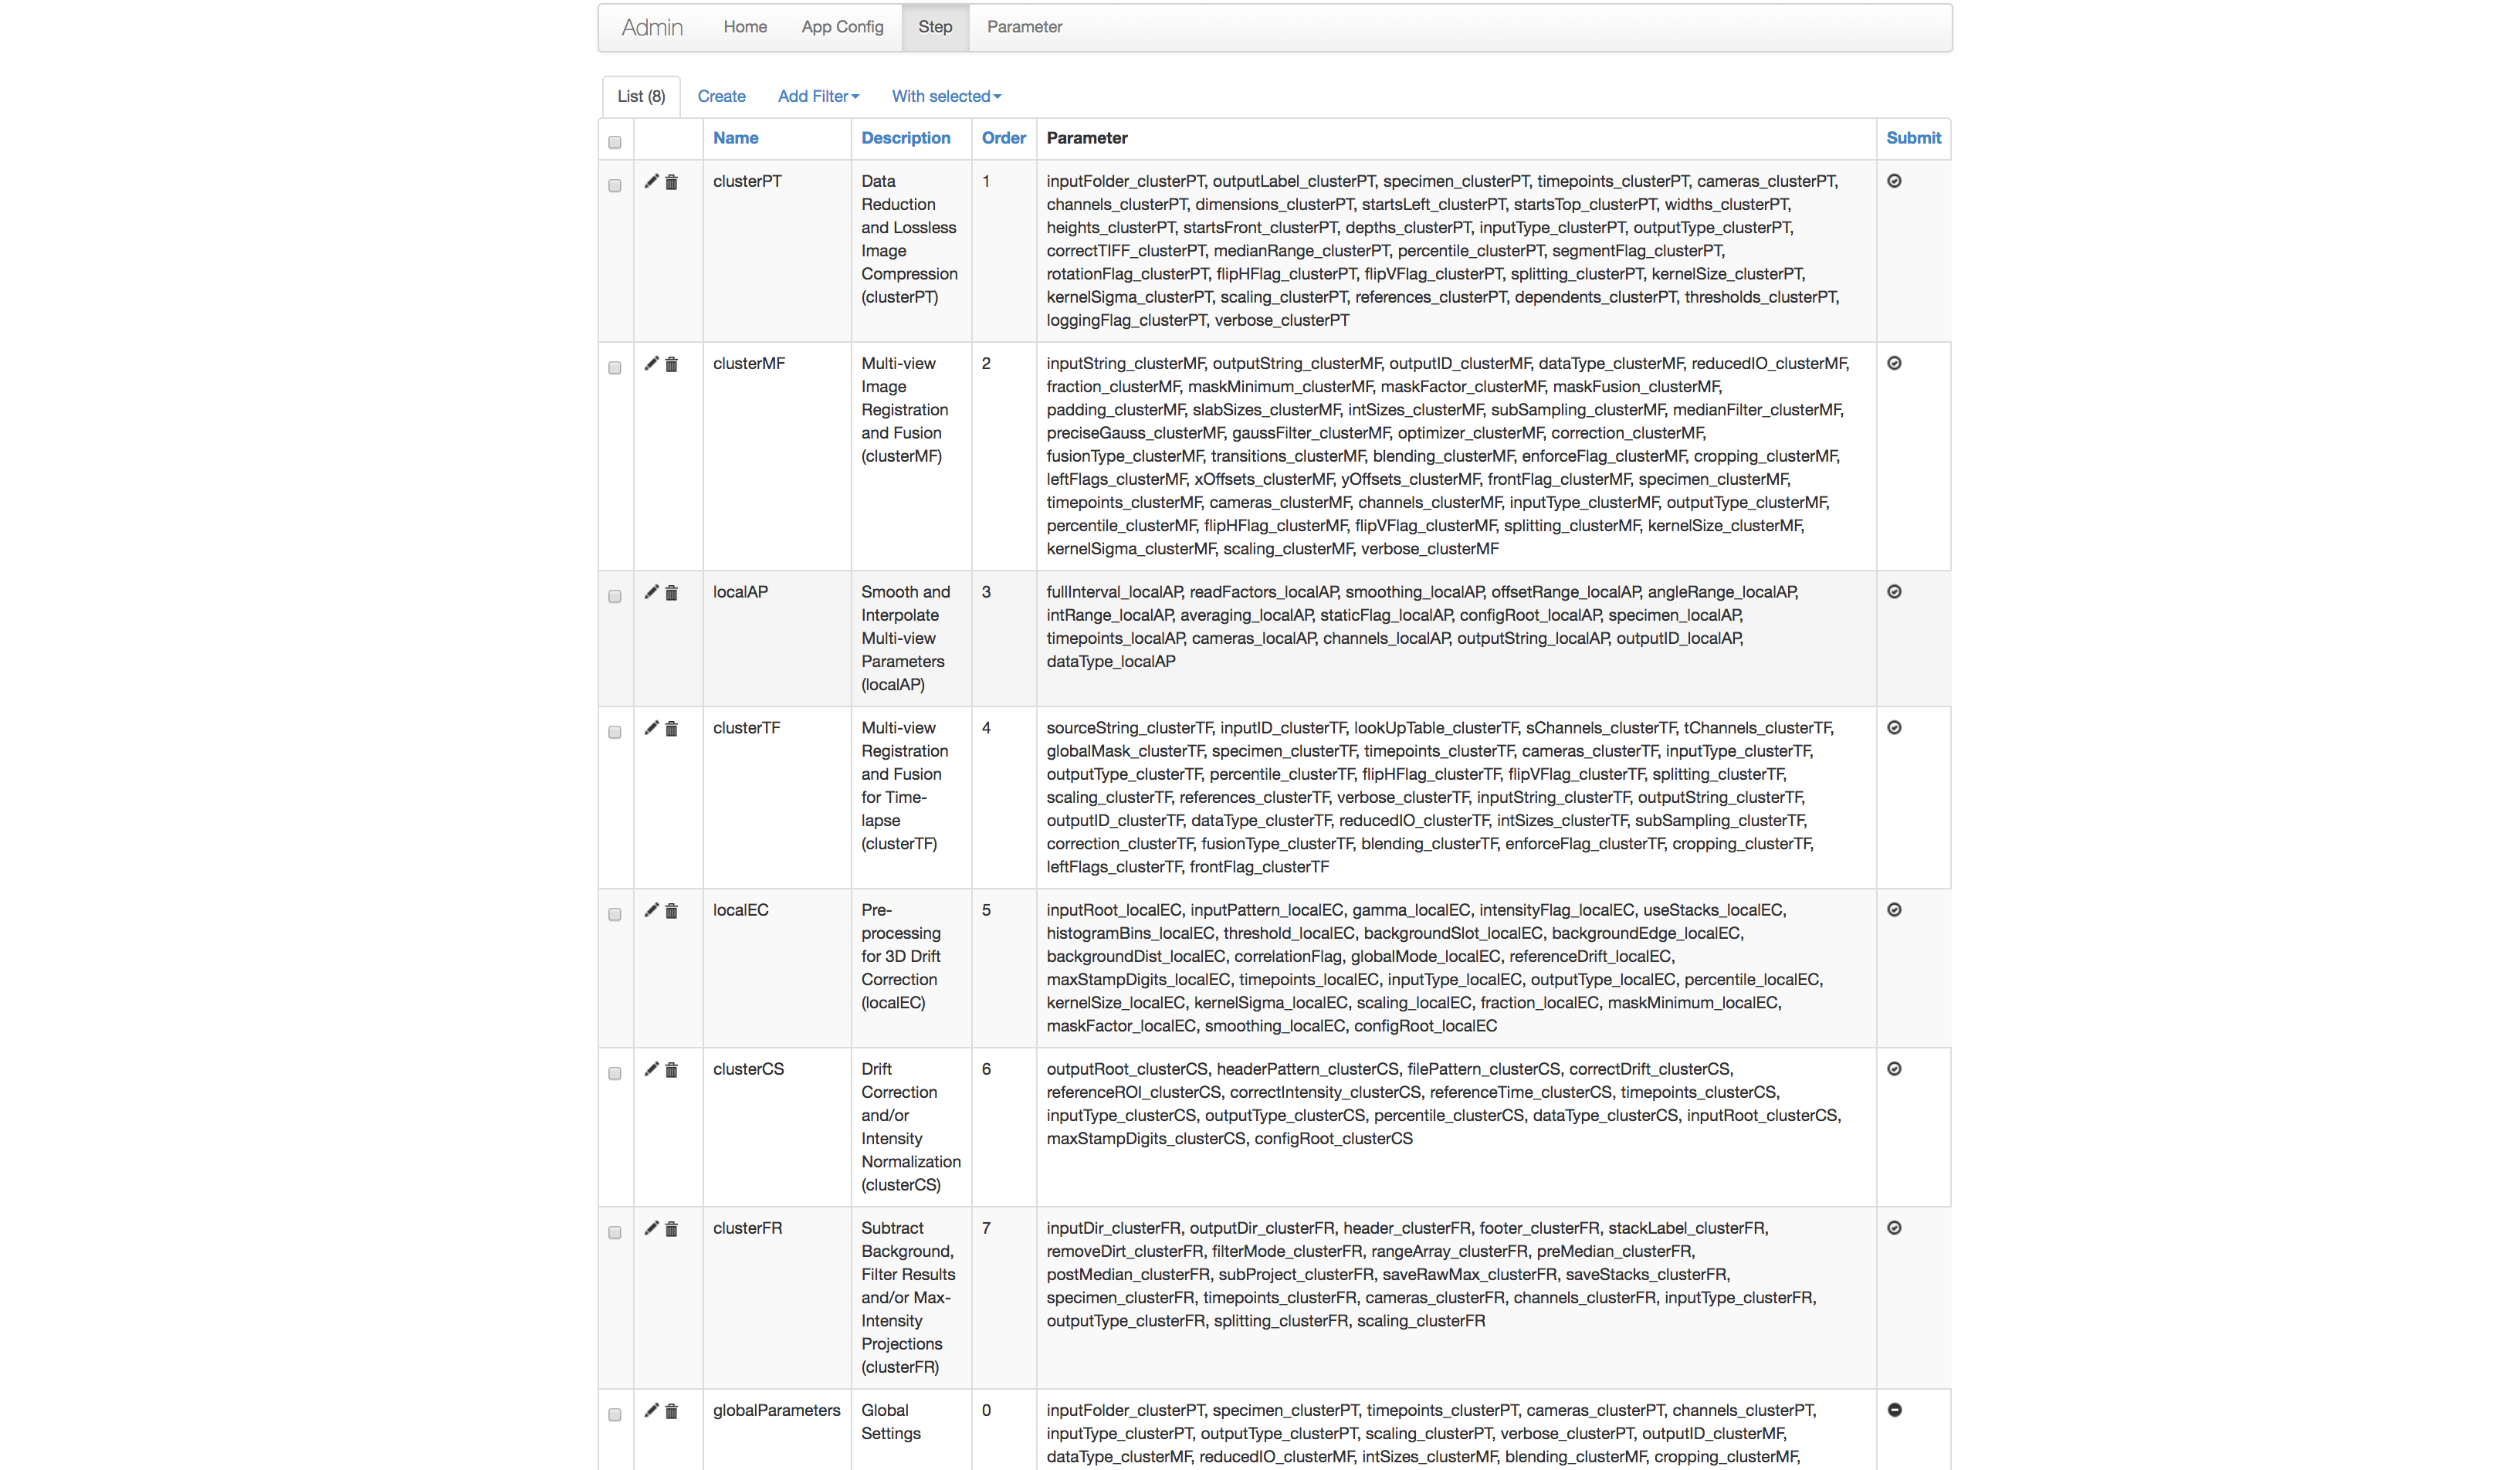 Admin Home App Config Step Parameter
List (8) Create Add Filter With selected
Name Description Order Parameter Submit
clusterPT Data 1 inputFolder_clusterPT, outputLabel_clusterPT, specimen_clusterPT, timepoints_clusterPT, cameras_clusterPT,
Reduction channels_clusterPT, dimensions_clusterPT, startsLeft_clusterPT, startsTop_clusterPT, widths_clusterPT,
and Lossless heights_clusterPT, startsFront_clusterPT, depths_clusterPT, inputType_clusterPT, outputType_clusterPT,
Image correctTIFF_clusterPT, medianRange_clusterPT, percentile_clusterPT, segmentFlag_clusterPT,
Compression rotationFlag_clusterPT, flipHFlag_clusterPT, flipVFlag_clusterPT, splitting_clusterPT, kernelSize_clusterPT,
(clusterPT) kernelSigma_clusterPT, scaling_clusterPT, references_clusterPT, dependents_clusterPT, thresholds_clusterPT,
loggingFlag_clusterPT, verbose_clusterPT
clusterMF Multi-view 2 inputString_clusterMF, outputString_clusterMF, outputID_clusterMF, dataType_clusterMF, reducedIO_clusterMF,
Image fraction_clusterMF, maskMinimum_clusterMF, maskFactor_clusterMF, maskFusion_clusterMF,
Registration padding_clusterMF, slabSizes_clusterMF, intSizes_clusterMF, subSampling_clusterMF, medianFilter_clusterMF,
and Fusion preciseGauss_clusterMF, gaussFilter_clusterMF, optimizer_clusterMF, correction_clusterMF,
(clusterMF) fusionType_clusterMF, transitions_clusterMF, blending_clusterMF, enforceFlag_clusterMF, cropping_clusterMF,
leftFlags_clusterMF, xOffsets_clusterMF, yOffsets_clusterMF, frontFlag_clusterMF, specimen_clusterMF,
timepoints_clusterMF, cameras_clusterMF, channels_clusterMF, inputType_clusterMF, outputType_clusterMF,
percentile_clusterMF, flipHFlag_clusterMF, flipVFlag_clusterMF, splitting_clusterMF, kernelSize_clusterMF,
kernelSigma_clusterMF, scaling_clusterMF, verbose_clusterMF
localAP Smooth and 3 fullInterval_localAP, readFactors_localAP, smoothing_localAP, offsetRange_localAP, angleRange_localAP,
Interpolate intRange_localAP, averaging_localAP, staticFlag_localAP, configRoot_localAP, specimen_localAP,
Multi-view timepoints_localAP, cameras_localAP, channels_localAP, outputString_localAP, outputID_localAP,
Parameters dataType_localAP
(localAP)
clusterTF Multi-view 4 sourceString_clusterTF, inputID_clusterTF, lookUpTable_clusterTF, sChannels_clusterTF, tChannels_clusterTF,
Registration globalMask_clusterTF, specimen_clusterTF, timepoints_clusterTF, cameras_clusterTF, inputType_clusterTF,
and Fusion outputType_clusterTF, percentile_clusterTF, flipHFlag_clusterTF, flipVFlag_clusterTF, splitting_clusterTF,
for Time- scaling_clusterTF, references_clusterTF, verbose_clusterTF, inputString_clusterTF, outputString_clusterTF,
lapse outputID_clusterTF, dataType_clusterTF, reducedIO_clusterTF, intSizes_clusterTF, subSampling_clusterTF,
(clusterTF) correction_clusterTF, fusionType_clusterTF, blending_clusterTF, enforceFlag_clusterTF, cropping_clusterTF,
leftFlags_clusterTF, frontFlag_clusterTF
localEC Pre- 5 inputRoot_localEC, inputPattern_localEC, gamma_localEC, intensityFlag_localEC, useStacks_localEC,
processing histogramBins_localEC, threshold_localEC, backgroundSlot_localEC, backgroundEdge_localEC,
for 3D Drift backgroundDist_localEC, correlationFlag, globalMode_localEC, referenceDrift_localEC,
Correction maxStampDigits_localEC, timepoints_localEC, inputType_localEC, outputType_localEC, percentile_localEC,
(localEC) kernelSize_localEC, kernelSigma_localEC, scaling_localEC, fraction_localEC, maskMinimum_localEC,
maskFactor_localEC, smoothing_localEC, configRoot_localEC
clusterCS Drift 6 outputRoot_clusterCS, headerPattern_clusterCS, filePattern_clusterCS, correctDrift_clusterCS,
Correction referenceROI_clusterCS, correctIntensity_clusterCS, referenceTime_clusterCS, timepoints_clusterCS,
and/or inputType_clusterCS, outputType_clusterCS, percentile_clusterCS, dataType_clusterCS, inputRoot_clusterCS,
Intensity maxStampDigits_clusterCS, configRoot_clusterCS
Normalization
(clusterCS)
clusterFR Subtract 7 inputDir_clusterFR, outputDir_clusterFR, header_clusterFR, footer_clusterFR, stackLabel_clusterFR,
Background, removeDirt_clusterFR, filterMode_clusterFR, rangeArray_clusterFR, preMedian_clusterFR,
Filter Results postMedian_clusterFR, subProject_clusterFR, saveRawMax_clusterFR, saveStacks_clusterFR,
and/or Max- specimen_clusterFR, timepoints_clusterFR, cameras_clusterFR, channels_clusterFR, inputType_clusterFR,
Intensity outputType_clusterFR, splitting_clusterFR, scaling_clusterFR
Projections
(clusterFR)
globalParameters Global 0 inputFolder_clusterPT, specimen_clusterPT, timepoints_clusterPT, cameras_clusterPT, channels_clusterPT,
Settings inputType_clusterPT, outputType_clusterPT, scaling_clusterPT, verbose_clusterPT, outputID_clusterMF,
dataType_clusterMF, reducedIO_clusterMF, intSizes_clusterMF, blending_clusterMF, cropping_clusterMF,